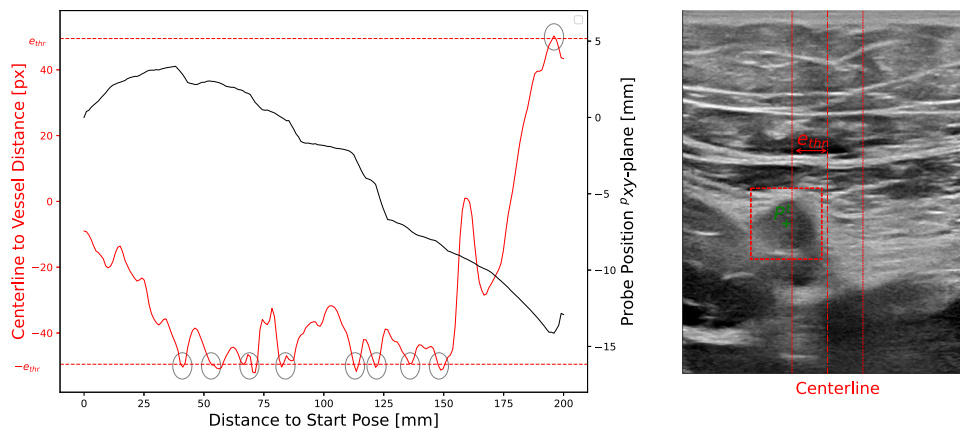 e_thr
40
20
0
−20
−40
−e_thr
Centerline to Vessel Distance [px]
0
25
50
75
100
125
150
175
200
Distance to Start Pose [mm]
5
0
−5
−10
−15
Probe Position ᵖxy-plane [mm]
e_thr
Centerline